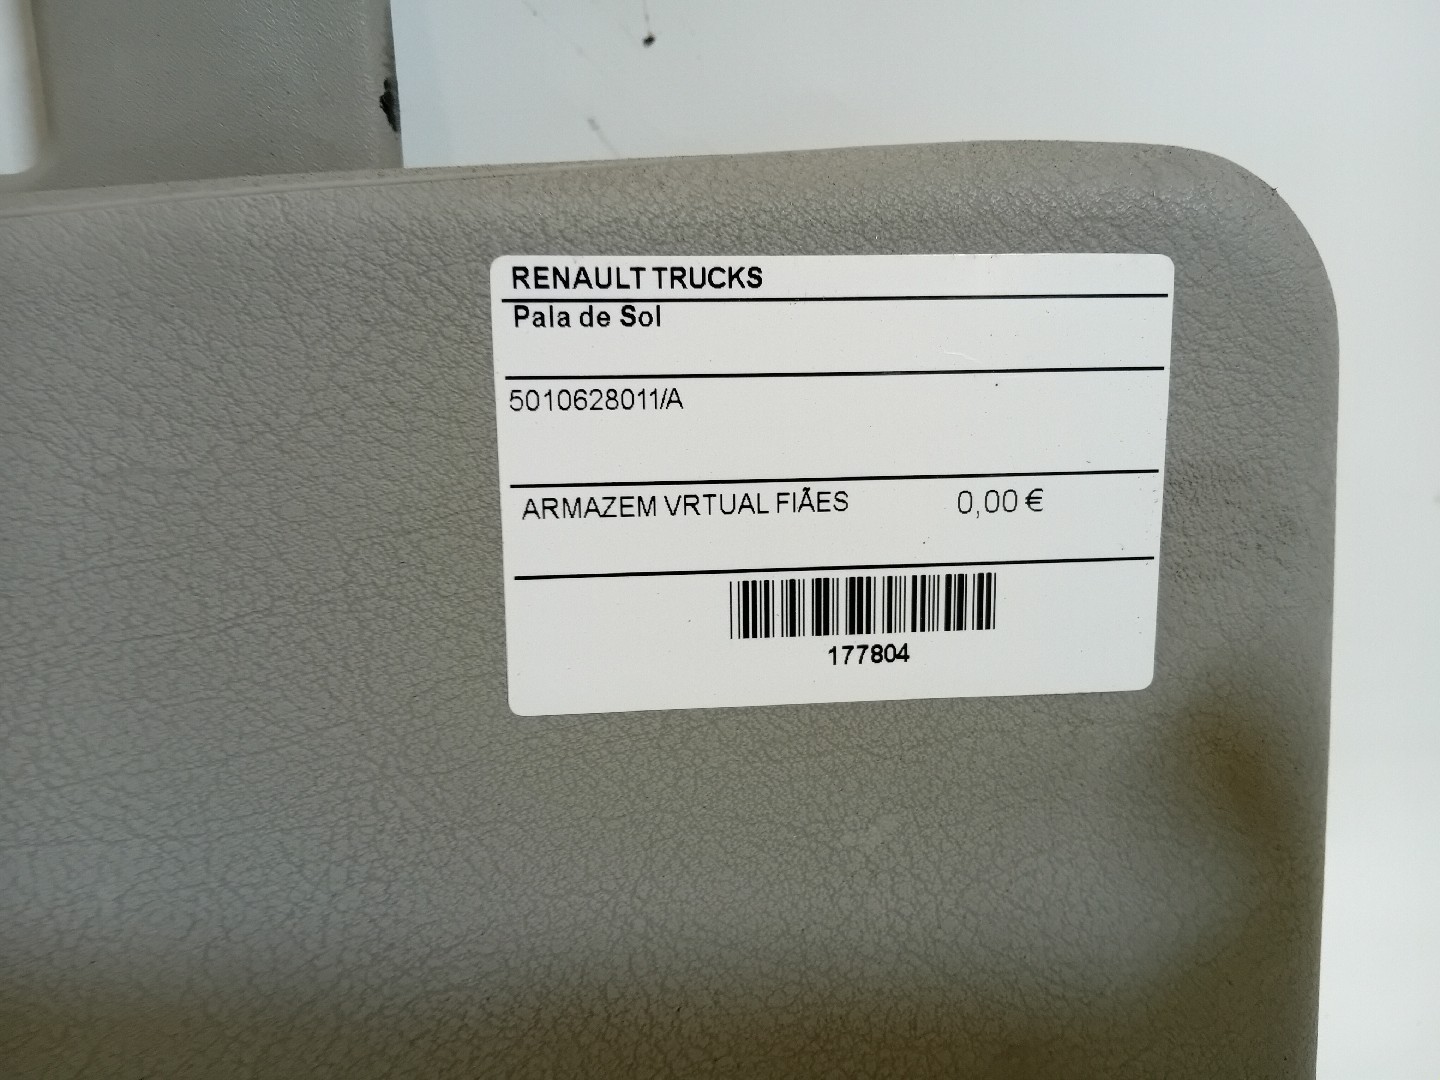 RENAULT TRUCKS
Pala de Sol
5010628011/A
ARMAZEM VRTUAL FIÃES 0,00 €
177804